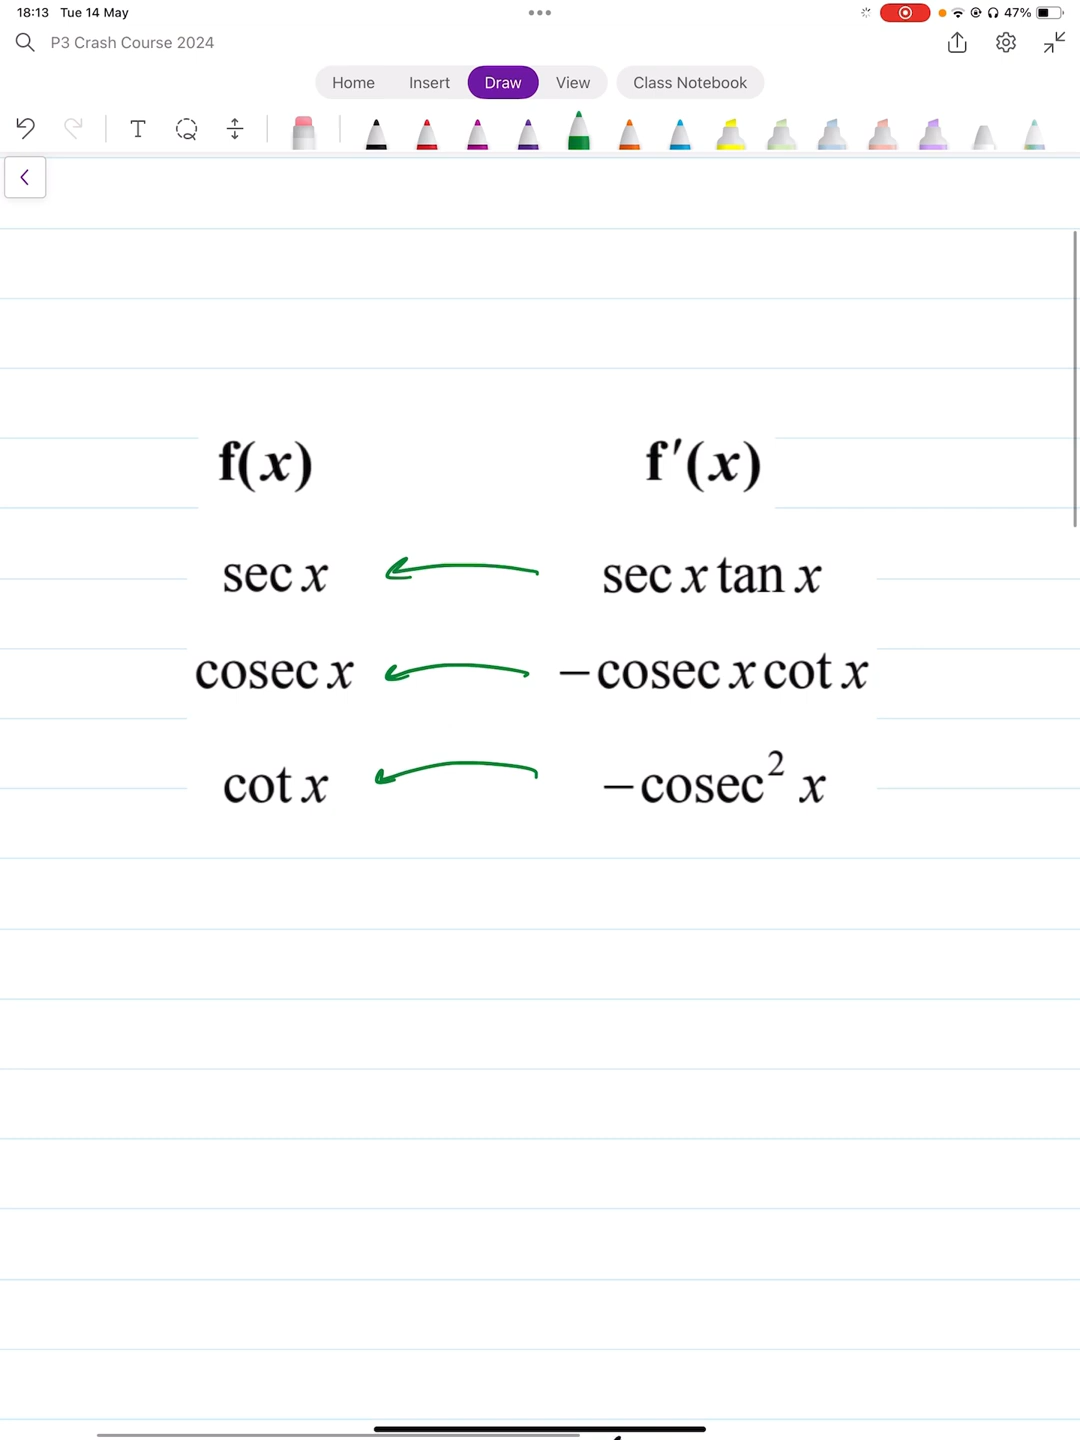 18:13 Tue 14 May
47%
P3 Crash Course 2024
Home Insert Draw View Class Notebook
T
f(x) f′(x)
sec x sec x tan x
cosec x −cosec x cot x
cot x −cosec² x